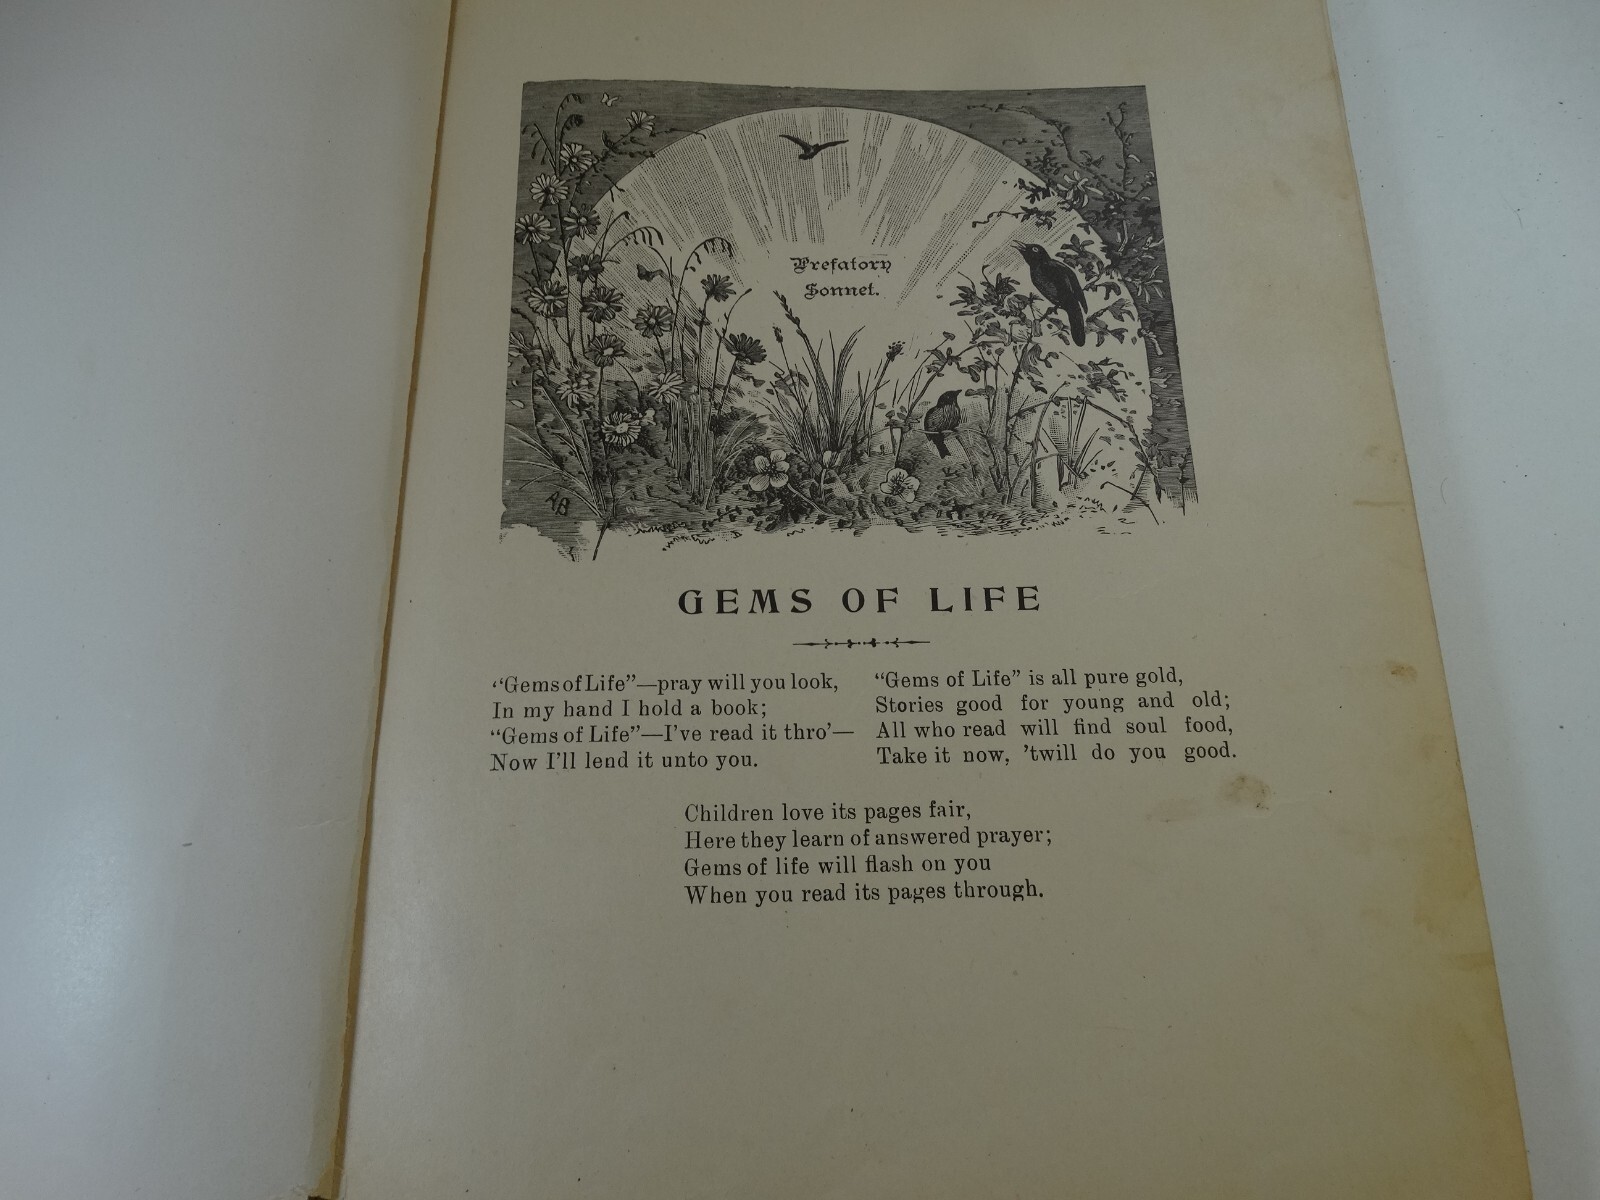 Prefatory
Sonnet.
AB
GEMS OF LIFE
"Gems of Life"—pray will you look,
In my hand I hold a book;
"Gems of Life"—I've read it thro'—
Now I'll lend it unto you.
"Gems of Life" is all pure gold,
Stories good for young and old;
All who read will find soul food,
Take it now, 'twill do you good.
Children love its pages fair,
Here they learn of answered prayer;
Gems of life will flash on you
When you read its pages through.